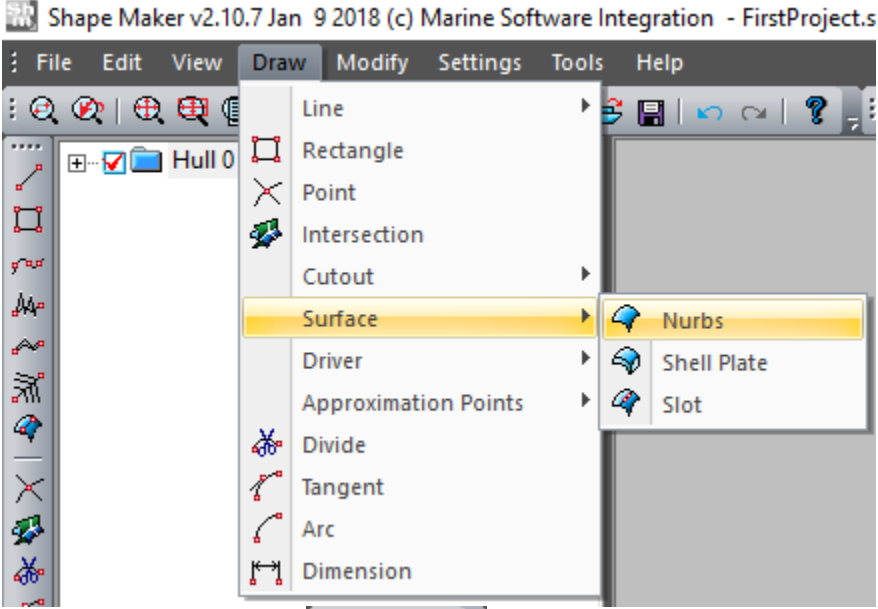 Shape Maker v2.10.7 Jan 9 2018 (c) Marine Software Integration - FirstProject.s
File Edit View Draw Modify Settings Tools Help
Line
Hull 0
Rectangle
Point
Intersection
Cutout
Surface
Nurbs
Driver
Shell Plate
Approximation Points
Slot
Divide
Tangent
Arc
Dimension